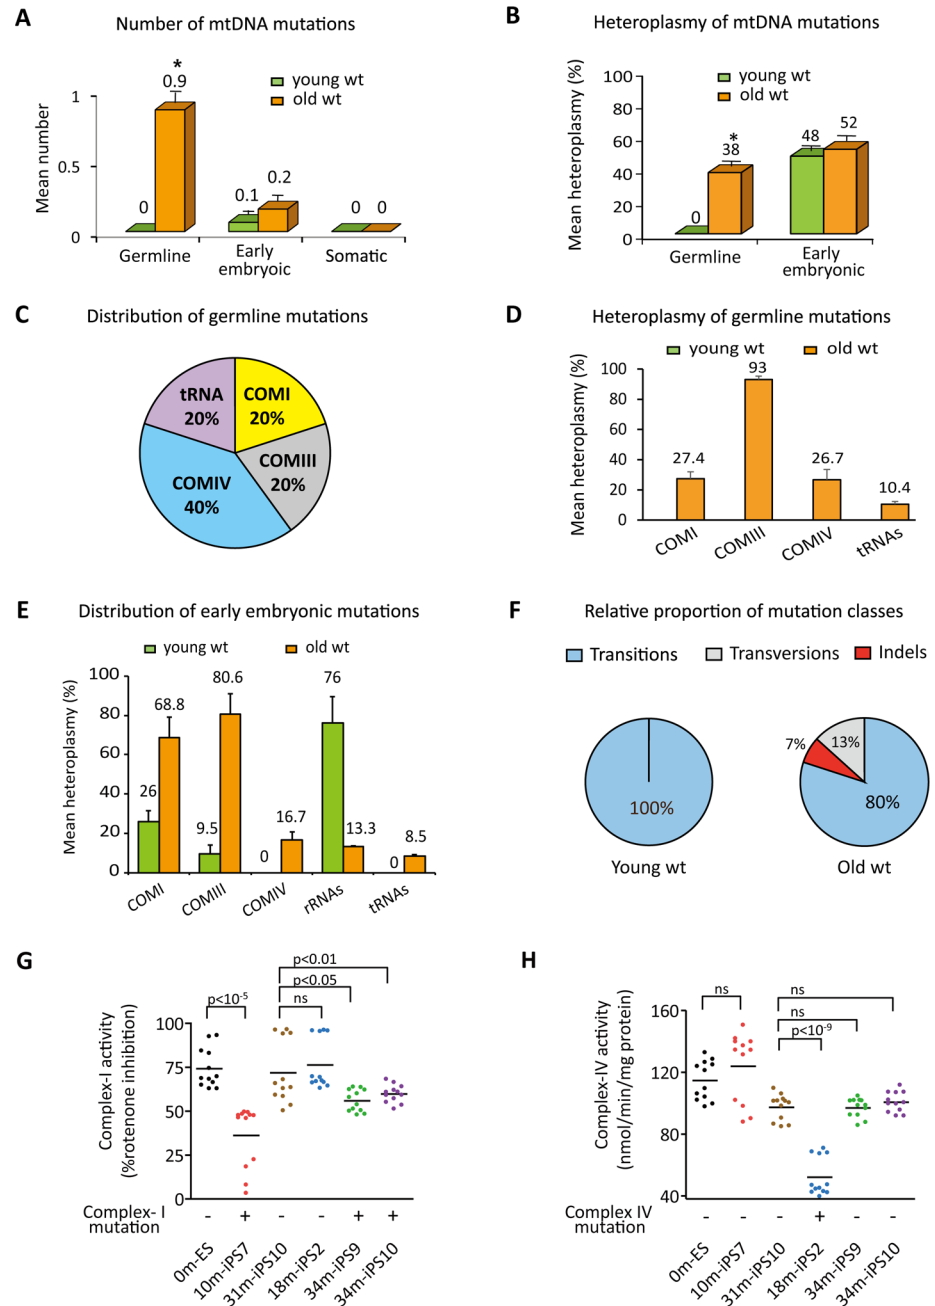 A
Number of mtDNA mutations
*
0.9
young wt
old wt
Mean number
1
0.5
0
0
0.1
0.2
0
0
Germline
Early
embryoic
Somatic
B
Heteroplasmy of mtDNA mutations
Mean heteroplasmy (%)
100
80
60
40
20
0
young wt
old wt
0
*
38
48
52
Germline
Early
embryonic
C
Distribution of germline mutations
tRNA
20%
COMI
20%
COMIII
20%
COMIV
40%
D
Heteroplasmy of germline mutations
young wt
old wt
Mean heteroplasmy (%)
100
80
60
40
20
0
27.4
93
26.7
10.4
COMI
COMIII
COMIV
tRNAs
E
Distribution of early embryonic mutations
young wt
old wt
Mean heteroplasmy (%)
100
80
60
40
20
0
26
68.8
9.5
80.6
0
16.7
76
13.3
0
8.5
COMI
COMIII
COMIV
rRNAs
tRNAs
F
Relative proportion of mutation classes
Transitions
Transversions
Indels
100%
Young wt
7%
13%
80%
Old wt
G
Complex-I activity
(%rotenone inhibition)
100
75
50
25
0
p<10-5
p<0.01
p<0.05
ns
Complex- I
mutation
-
+
-
-
+
+
0m-ES
10m-iPS7
31m-iPS10
18m-iPS2
34m-iPS9
34m-iPS10
H
Complex-IV activity
(nmol/min/mg protein)
160
120
80
40
ns
ns
ns
p<10-9
Complex IV
mutation
-
-
-
+
-
-
0m-ES
10m-iPS7
31m-iPS10
18m-iPS2
34m-iPS9
34m-iPS10